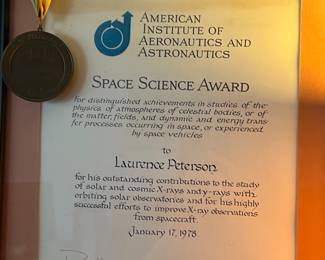 AMERICAN
INSTITUTE OF
AERONAUTICS AND
ASTRONAUTICS
SPACE SCIENCE AWARD
for distinguished achievements in studies of the
physics of atmospheres of celestial bodies, or of
the matter, fields, and dynamic and energy trans-
fer processes occurring in space, or experienced
by space vehicles
to
Laurence Peterson
for his outstanding contributions to the study
of solar and cosmic X-rays and γ-rays with
orbiting solar observatories and for his highly
successful efforts to improve X-ray observations
from spacecraft.
January 17, 1978